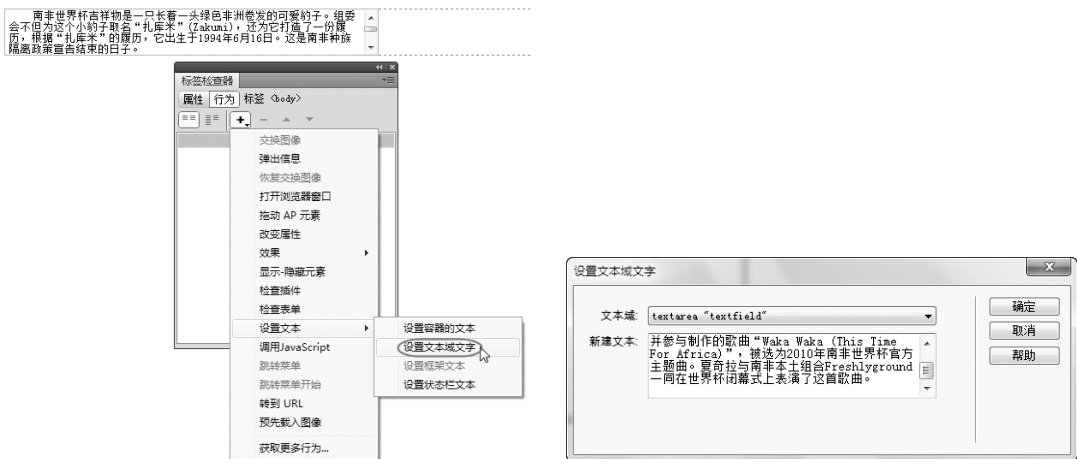 南非世界杯吉祥物是一只长着一头绿色非洲卷发的可爱豹子。组委
会不但为这个小豹子取名“扎库米”(Zakumi)，还为它打造了一份履
历，根据“扎库米”的履历，它出生于1994年6月16日。这是南非种族
隔离政策宣告结束的日子。
标签检查器
属性 行为 标签 <body>
交换图像
弹出信息
恢复交换图像
打开浏览器窗口
拖动 AP 元素
改变属性
效果
显示-隐藏元素
检查插件
检查表单
设置文本
调用JavaScript
跳转菜单
跳转菜单开始
转到 URL
预先载入图像
获取更多行为...
设置容器的文本
设置文本域文字
设置框架文本
设置状态栏文本
设置文本域文字
文本域: textarea "textfield"
新建文本: 并参与制作的歌曲“Waka Waka (This Time
For Africa)”，被选为2010年南非世界杯官方
主题曲。夏奇拉与南非本土组合Freshlyground
一同在世界杯闭幕式上表演了这首歌曲。
确定
取消
帮助